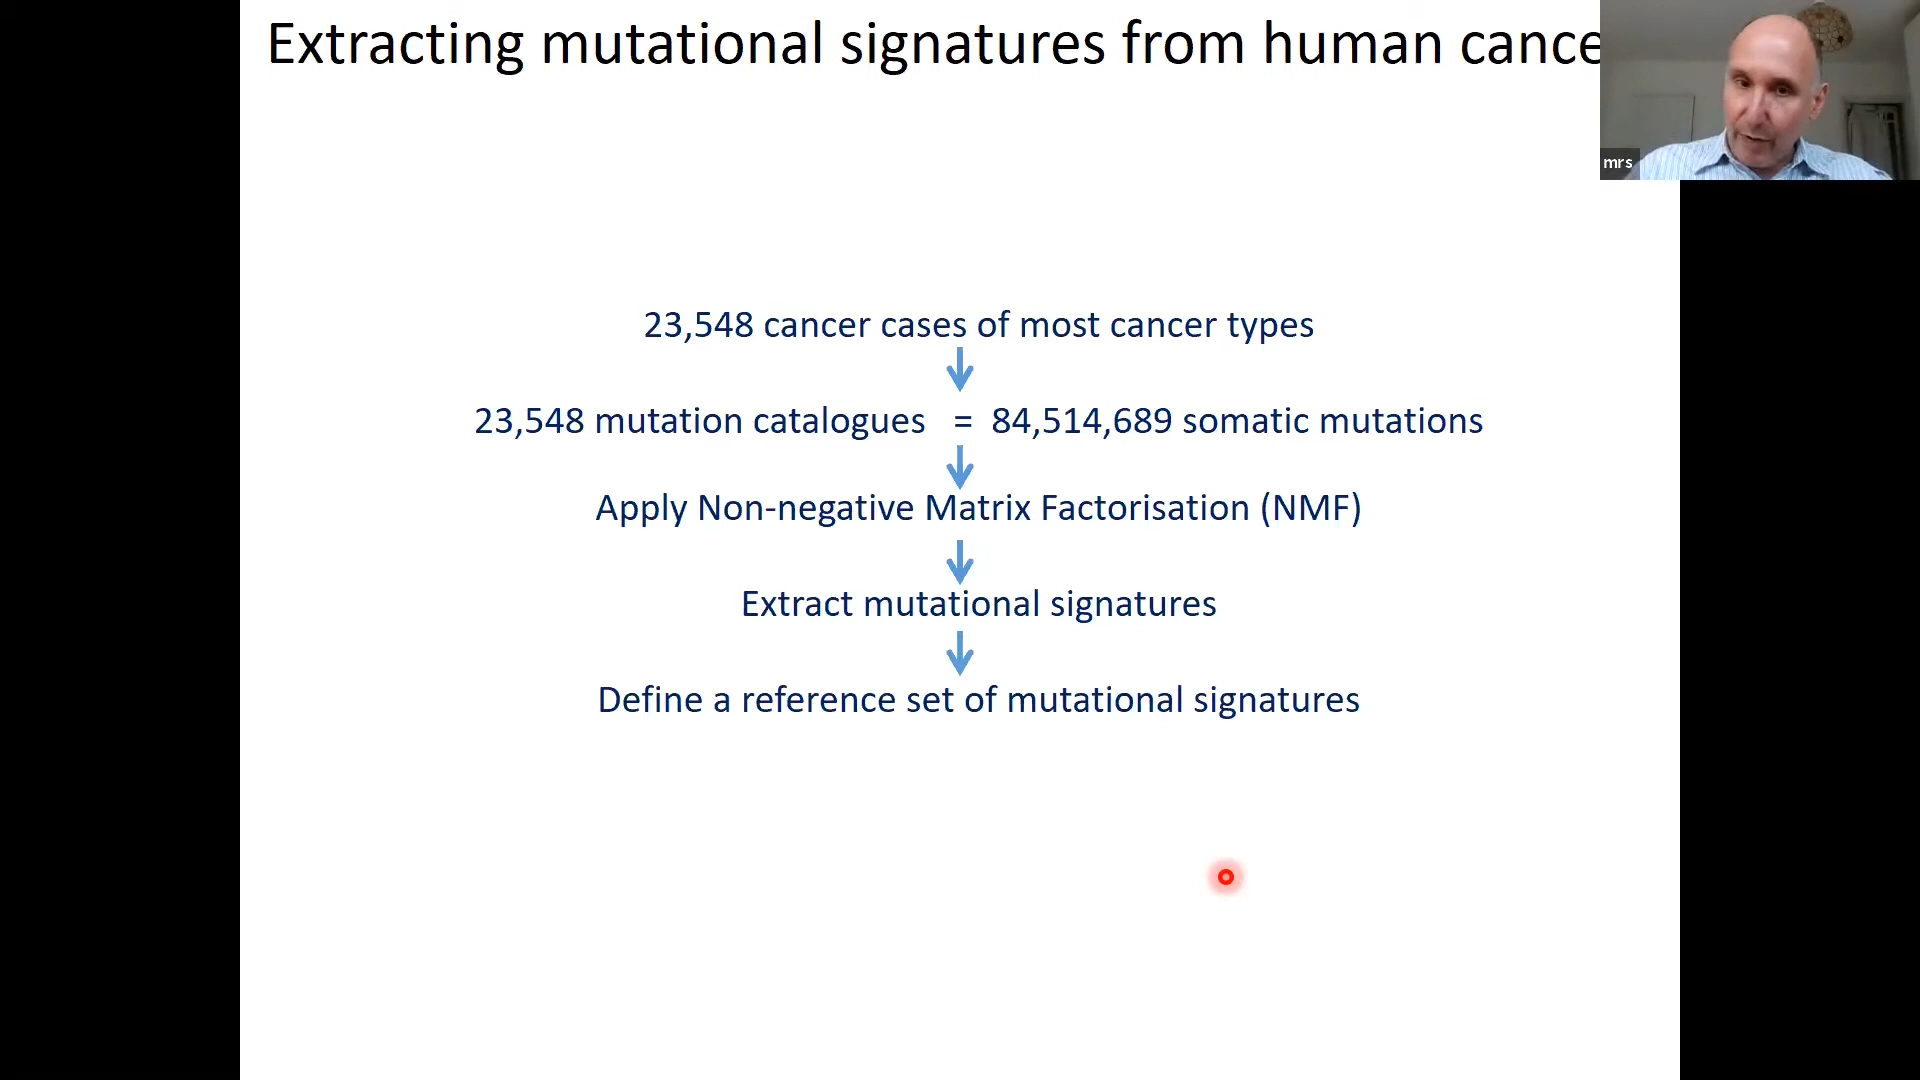 Extracting mutational signatures from human cance
mrs
23,548 cancer cases of most cancer types
23,548 mutation catalogues = 84,514,689 somatic mutations
Apply Non-negative Matrix Factorisation (NMF)
Extract mutational signatures
Define a reference set of mutational signatures